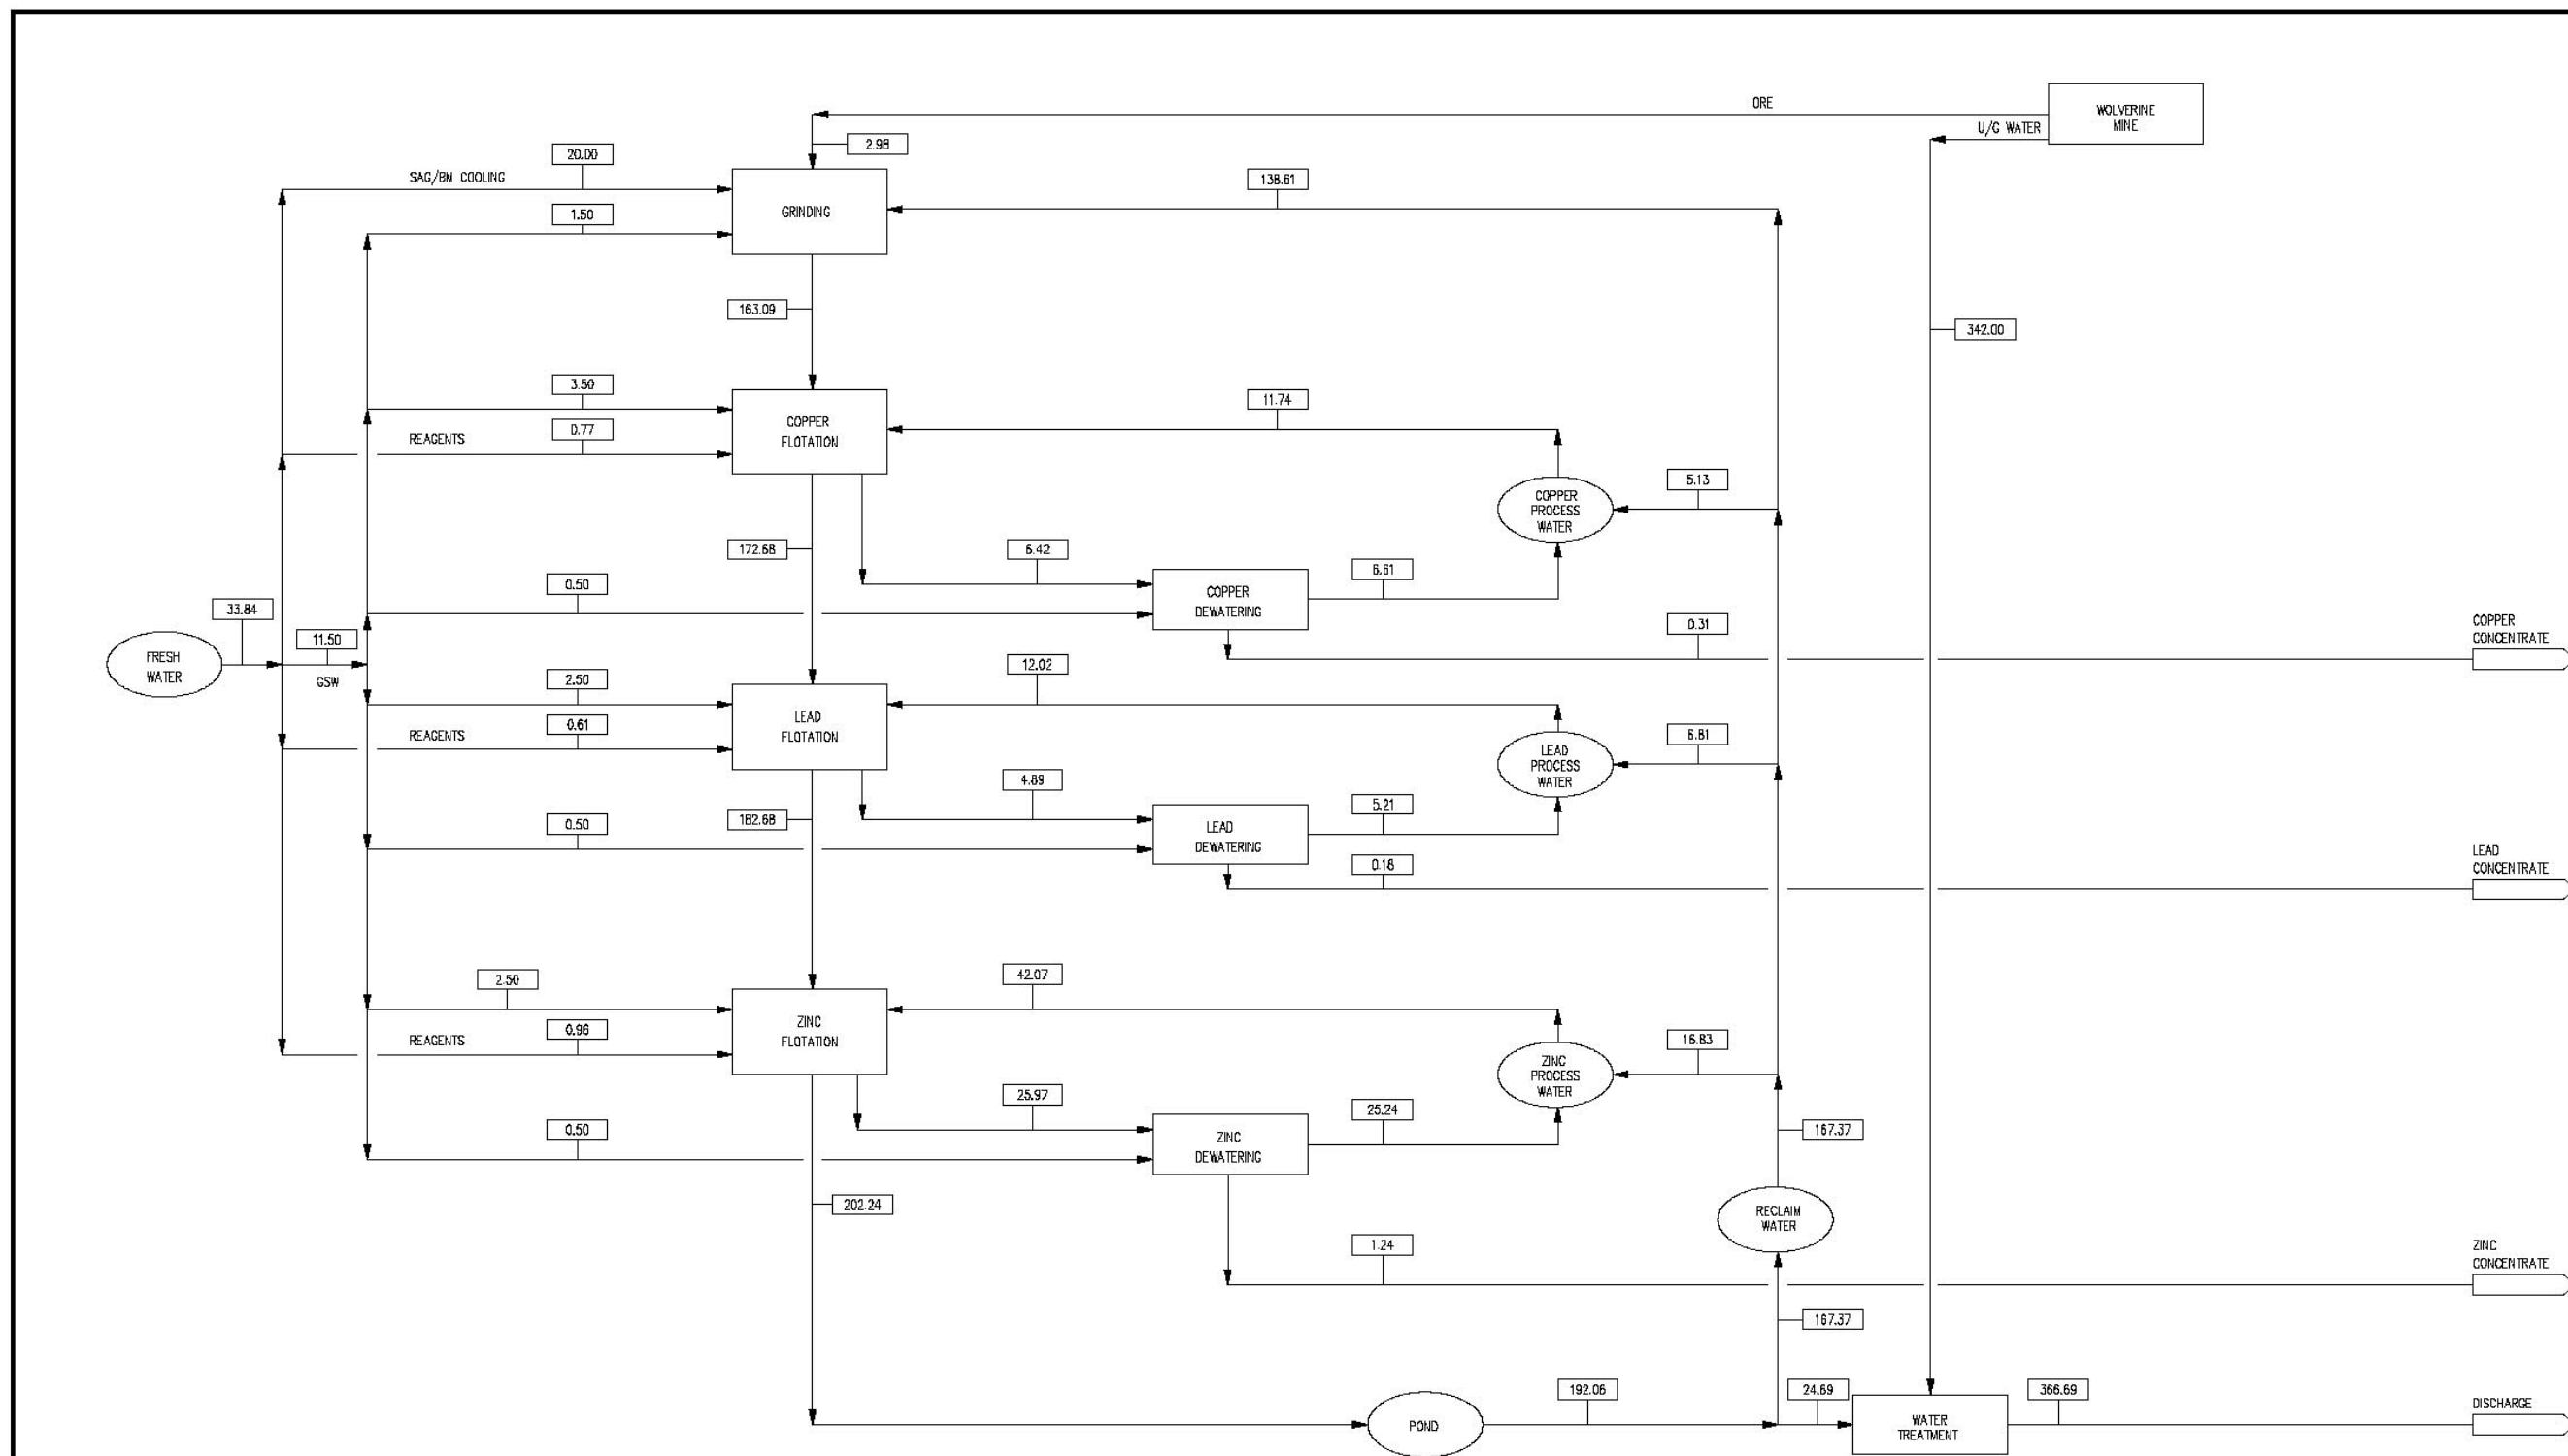 ORE
WOLVERINE
MINE
U/G WATER
2.98
20.00
SAG/BM COOLING
138.61
1.50
GRINDING
163.09
342.00
3.50
11.74
COPPER
FLOTATION
0.77
REAGENTS
5.13
COPPER
PROCESS
WATER
172.68
6.42
6.61
0.50
COPPER
DEWATERING
33.84
11.50
FRESH
WATER
GSW
0.31
COPPER
CONCENTRATE
12.02
2.50
LEAD
FLOTATION
0.61
REAGENTS
6.81
LEAD
PROCESS
WATER
4.89
5.21
182.68
0.50
LEAD
DEWATERING
0.18
LEAD
CONCENTRATE
2.50
42.07
ZINC
FLOTATION
0.96
REAGENTS
16.83
ZINC
PROCESS
WATER
25.97
25.24
0.50
ZINC
DEWATERING
167.37
202.24
RECLAIM
WATER
1.24
ZINC
CONCENTRATE
167.37
192.06
24.69
366.69
POND
WATER
TREATMENT
DISCHARGE